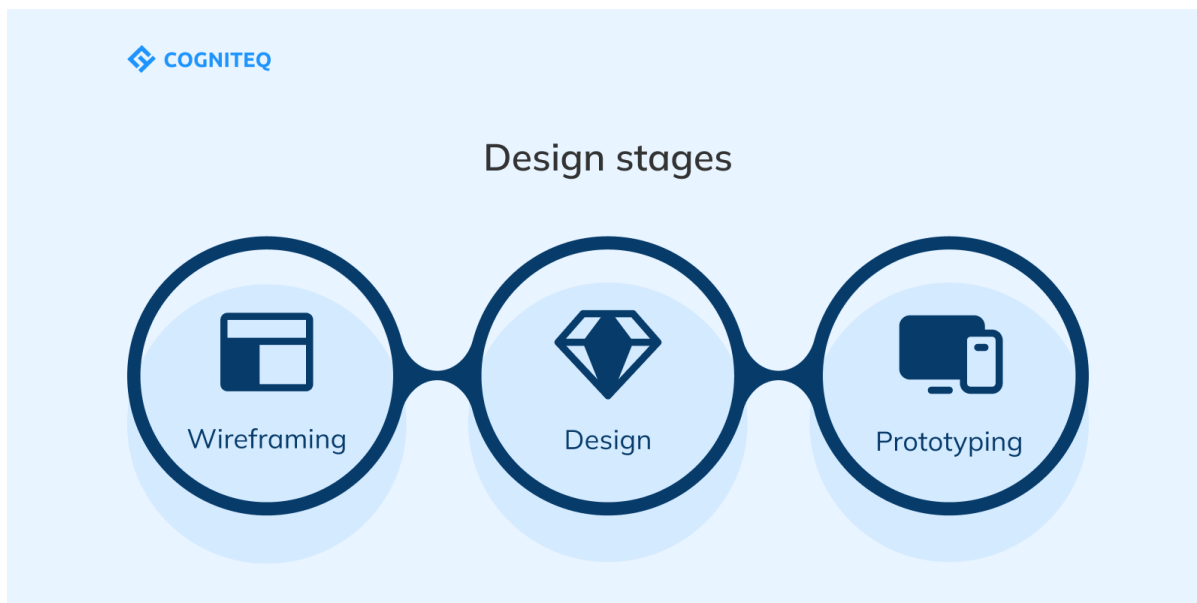 COGNITEQ
Design stages
Wireframing
Design
Prototyping